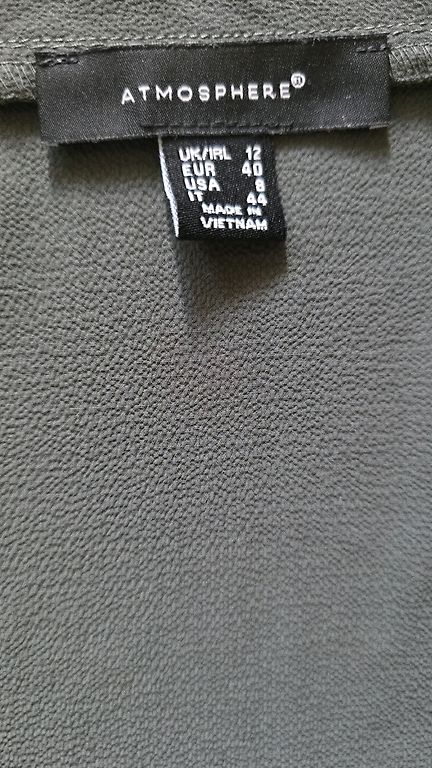 ATMOSPHERE®
UK/IRL 12
EUR 40
USA 8
IT 44
MADE IN
VIETNAM